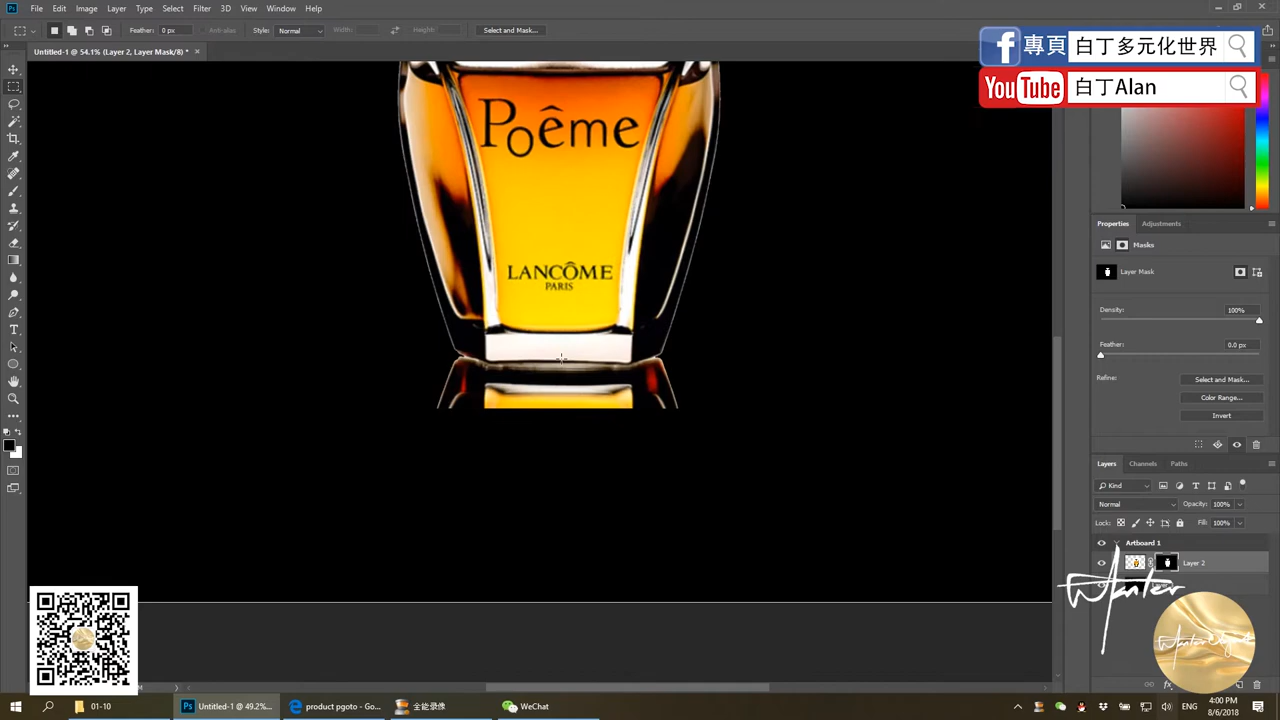 File Edit Image Layer Type Select Filter 3D View Window Help
Feather: 0 px Anti-alias Style: Normal Width: Height: Select and Mask...
Untitled-1 @ 54.1% (Layer 2, Layer Mask/8) * ×
專頁 白丁多元化世界
YouTube 白丁Alan
Poême
LANCÔME
PARIS
Properties Adjustments
Masks
Layer Mask
Density: 100%
Feather: 0.0 px
Refine: Select and Mask...
Color Range...
Invert
Layers Channels Paths
Kind
Normal Opacity: 100%
Lock: Fill: 100%
Artboard 1
Layer 2
01-10
Untitled-1 @ 49.2%...
product pgoto - Go...
全能录像
WeChat
4:00 PM
8/6/2018